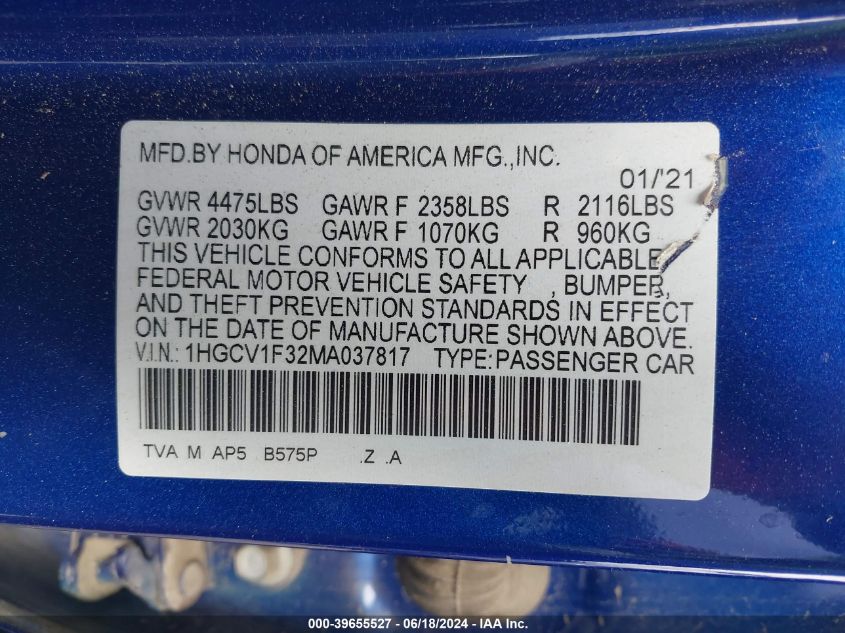 MFD.BY HONDA OF AMERICA MFG.,INC.
01/'21
GVWR 4475LBS GAWR F 2358LBS R 2116LBS
GVWR 2030KG GAWR F 1070KG R 960KG
THIS VEHICLE CONFORMS TO ALL APPLICABLE
FEDERAL MOTOR VEHICLE SAFETY , BUMPER,
AND THEFT PREVENTION STANDARDS IN EFFECT
ON THE DATE OF MANUFACTURE SHOWN ABOVE.
V.I.N.: 1HGCV1F32MA037817 TYPE:PASSENGER CAR
TVA M AP5 B575P .Z .A
000-39655527 - 06/18/2024 - IAA Inc.